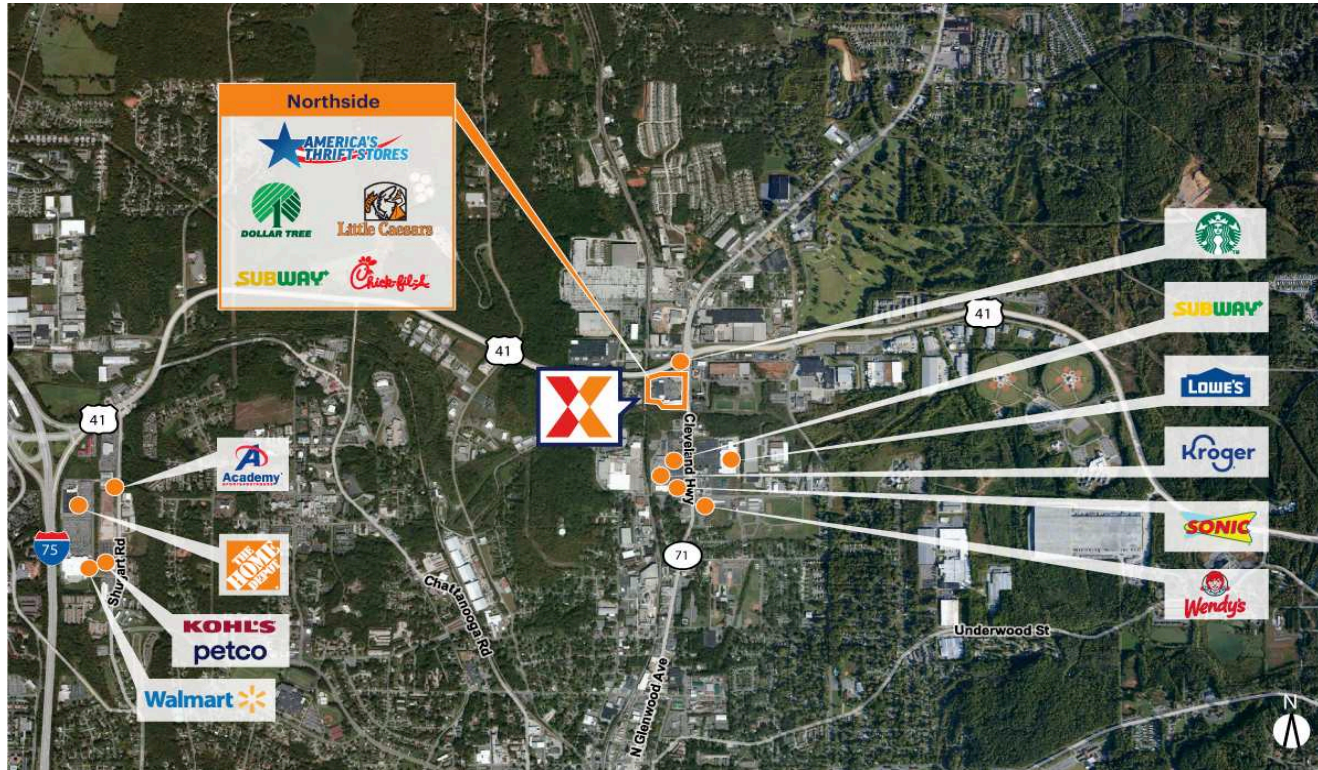 Northside
AMERICA'S
THRIFT STORES
DOLLAR TREE
Little Caesars
SUBWAY
Chick-fil-A
41
41
41
75
71
Academy
SPORTS+OUTDOORS
THE
HOME
DEPOT
KOHL'S
petco
Walmart
Shugart Rd
Chattanooga Rd
Cleveland Hwy
N Glenwood Ave
Underwood St
SUBWAY
LOWE'S
Kroger
SONIC
Wendy's
N